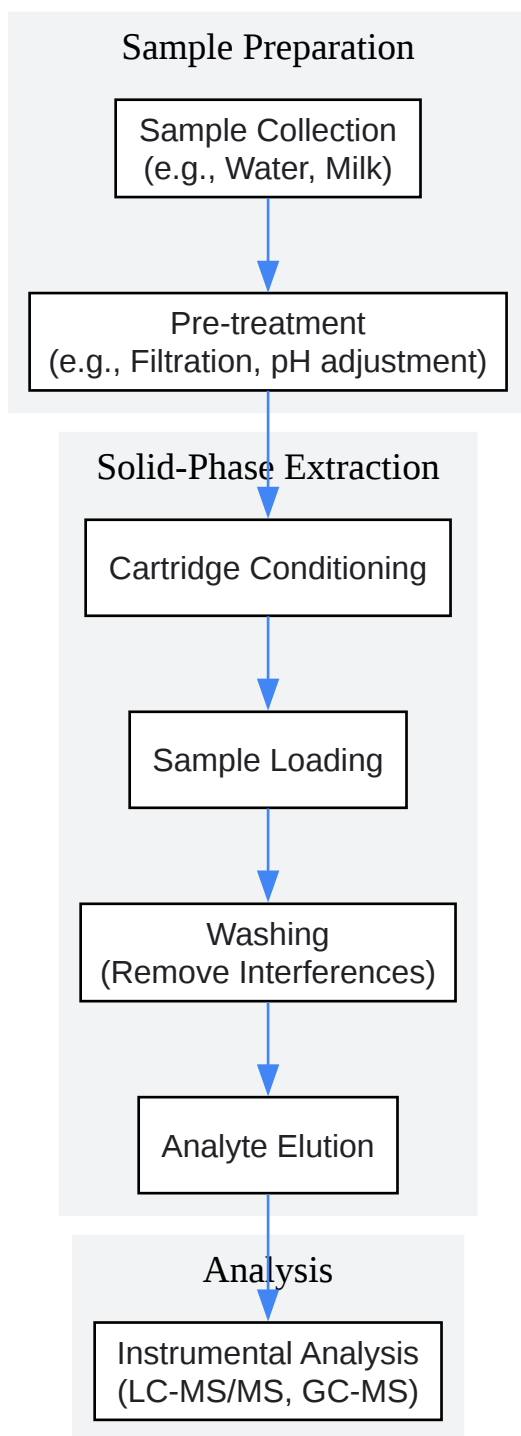 Sample Preparation
Sample Collection
(e.g., Water, Milk)
Pre-treatment
(e.g., Filtration, pH adjustment)
Solid-Phase Extraction
Cartridge Conditioning
Sample Loading
Washing
(Remove Interferences)
Analyte Elution
Analysis
Instrumental Analysis
(LC-MS/MS, GC-MS)